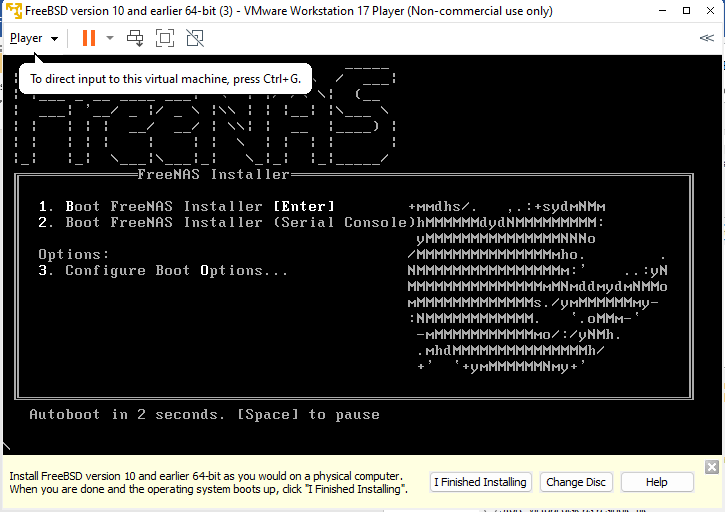 FreeBSD version 10 and earlier 64-bit (3) - VMware Workstation 17 Player (Non-commercial use only)
Player
To direct input to this virtual machine, press Ctrl+G.
FreeNAS
FreeNAS Installer
1. Boot FreeNAS Installer [Enter]
2. Boot FreeNAS Installer (Serial Console)
Options:
3. Configure Boot Options...
Autoboot in 2 seconds. [Space] to pause
Install FreeBSD version 10 and earlier 64-bit as you would on a physical computer.
When you are done and the operating system boots up, click "I Finished Installing".
I Finished Installing
Change Disc
Help